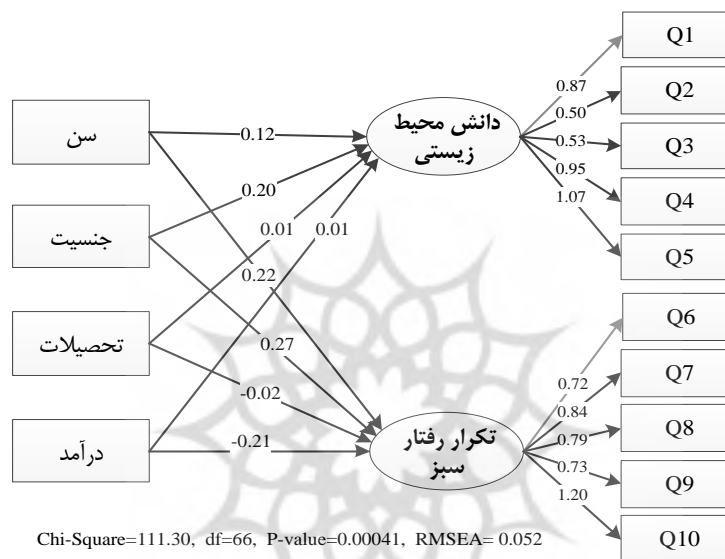 سن
جنسیت
تحصیلات
درآمد
0.12
0.20
0.01
0.01
0.22
0.27
-0.02
-0.21
دانش محیط
زیستی
تکرار رفتار
سبز
0.87
0.50
0.53
0.95
1.07
0.72
0.84
0.79
0.73
1.20
Q1
Q2
Q3
Q4
Q5
Q6
Q7
Q8
Q9
Q10
Chi-Square=111.30, df=66, P-value=0.00041, RMSEA= 0.052